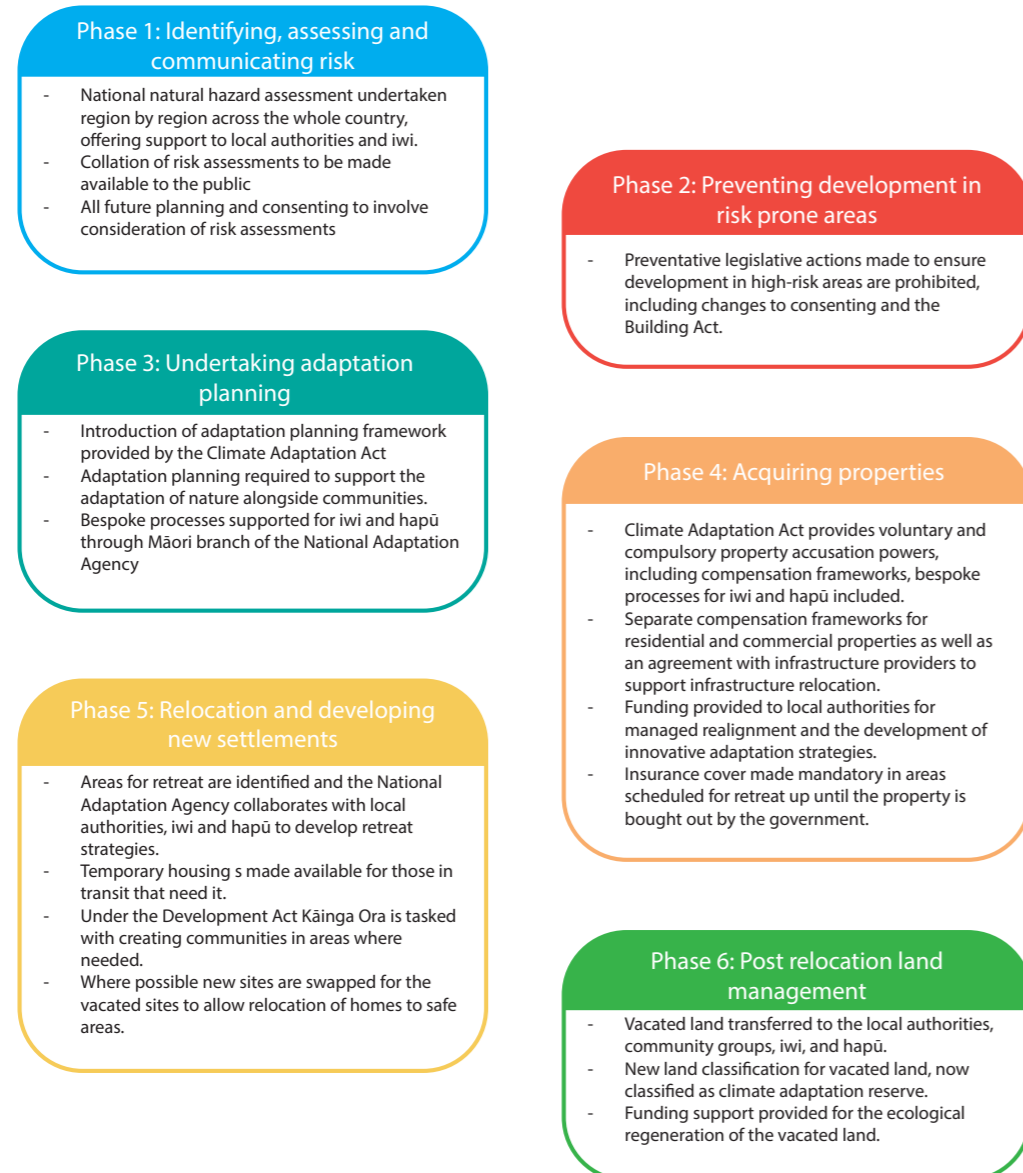 Phase 1: Identifying, assessing and
communicating risk
- National natural hazard assessment undertaken
region by region across the whole country,
offering support to local authorities and iwi.
- Collation of risk assessments to be made
available to the public
- All future planning and consenting to involve
consideration of risk assessments
Phase 2: Preventing development in
risk prone areas
- Preventative legislative actions made to ensure
development in high-risk areas are prohibited,
including changes to consenting and the
Building Act.
Phase 3: Undertaking adaptation
planning
- Introduction of adaptation planning framework
provided by the Climate Adaptation Act
- Adaptation planning required to support the
adaptation of nature alongside communities.
- Bespoke processes supported for iwi and hapū
through Māori branch of the National Adaptation
Agency
Phase 4: Acquiring properties
- Climate Adaptation Act provides voluntary and
compulsory property accusation powers,
including compensation frameworks, bespoke
processes for iwi and hapū included.
- Separate compensation frameworks for
residential and commercial properties as well as
an agreement with infrastructure providers to
support infrastructure relocation.
- Funding provided to local authorities for
managed realignment and the development of
innovative adaptation strategies.
- Insurance cover made mandatory in areas
scheduled for retreat up until the property is
bought out by the government.
Phase 5: Relocation and developing
new settlements
- Areas for retreat are identified and the National
Adaptation Agency collaborates with local
authorities, iwi and hapū to develop retreat
strategies.
- Temporary housing s made available for those in
transit that need it.
- Under the Development Act Kāinga Ora is tasked
with creating communities in areas where
needed.
- Where possible new sites are swapped for the
vacated sites to allow relocation of homes to safe
areas.
Phase 6: Post relocation land
management
- Vacated land transferred to the local authorities,
community groups, iwi, and hapū.
- New land classification for vacated land, now
classified as climate adaptation reserve.
- Funding support provided for the ecological
regeneration of the vacated land.